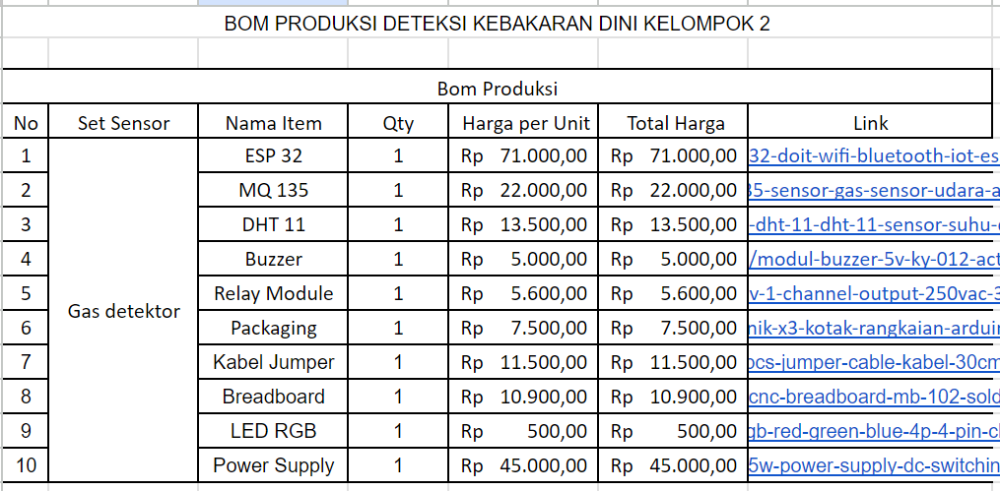 BOM PRODUKSI DETEKSI KEBAKARAN DINI KELOMPOK 2
Bom Produksi
No Set Sensor Nama Item Qty Harga per Unit Total Harga Link
1 ESP 32 1 Rp 71.000,00 Rp 71.000,00 32-doit-wifi-bluetooth-iot-es
2 MQ 135 1 Rp 22.000,00 Rp 22.000,00 35-sensor-gas-sensor-udara-a
3 DHT 11 1 Rp 13.500,00 Rp 13.500,00 -dht-11-dht-11-sensor-suhu-
4 Buzzer 1 Rp 5.000,00 Rp 5.000,00 /modul-buzzer-5v-ky-012-act
5 Relay Module 1 Rp 5.600,00 Rp 5.600,00 v-1-channel-output-250vac-3
Gas detektor
6 Packaging 1 Rp 7.500,00 Rp 7.500,00 nik-x3-kotak-rangkaian-arduin
7 Kabel Jumper 1 Rp 11.500,00 Rp 11.500,00 pcs-jumper-cable-kabel-30cm
8 Breadboard 1 Rp 10.900,00 Rp 10.900,00 cnc-breadboard-mb-102-sold
9 LED RGB 1 Rp 500,00 Rp 500,00 gb-red-green-blue-4p-4-pin-c
10 Power Supply 1 Rp 45.000,00 Rp 45.000,00 5w-power-supply-dc-switchin